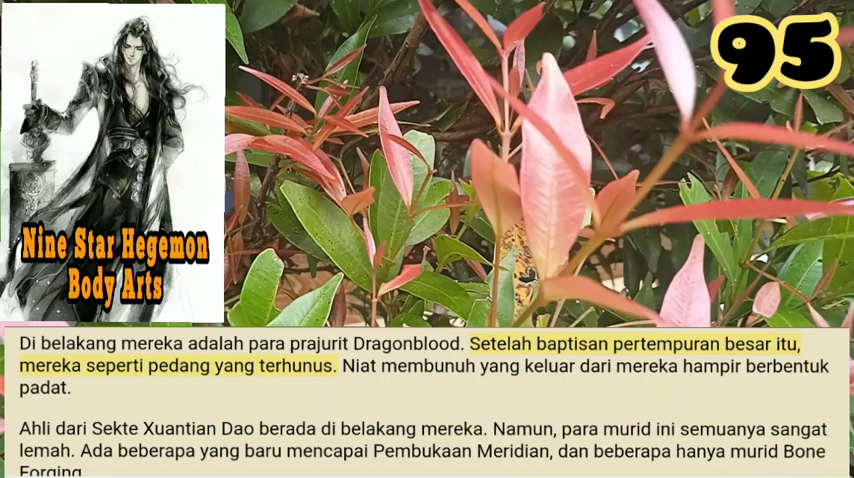 95
Nine Star Hegemon
Body Arts
Di belakang mereka adalah para prajurit Dragonblood. Setelah baptisan pertempuran besar itu,
mereka seperti pedang yang terhunus. Niat membunuh yang keluar dari mereka hampir berbentuk
padat.
Ahli dari Sekte Xuantian Dao berada di belakang mereka. Namun, para murid ini semuanya sangat
lemah. Ada beberapa yang baru mencapai Pembukaan Meridian, dan beberapa hanya murid Bone
Forging